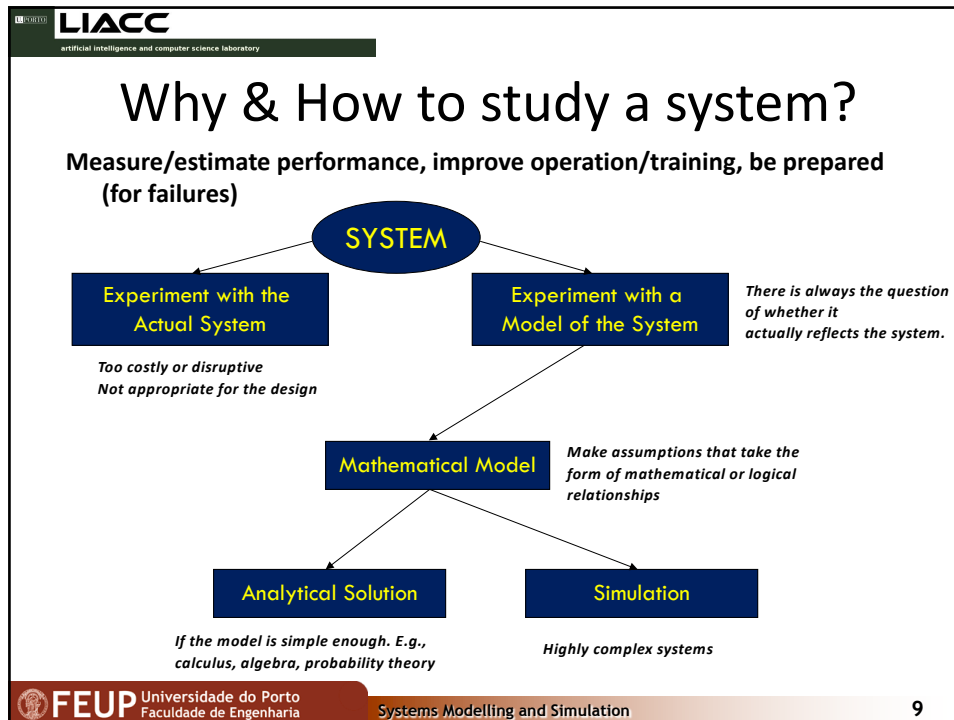 U.PORTO
LIACC
artificial intelligence and computer science laboratory
Why & How to study a system?
Measure/estimate performance, improve operation/training, be prepared
(for failures)
SYSTEM
Experiment with the
Actual System
Experiment with a
Model of the System
There is always the question
of whether it
actually reflects the system.
Too costly or disruptive
Not appropriate for the design
Mathematical Model
Make assumptions that take the
form of mathematical or logical
relationships
Analytical Solution
Simulation
If the model is simple enough. E.g.,
calculus, algebra, probability theory
Highly complex systems
FEUP Universidade do Porto
Faculdade de Engenharia
Systems Modelling and Simulation
9